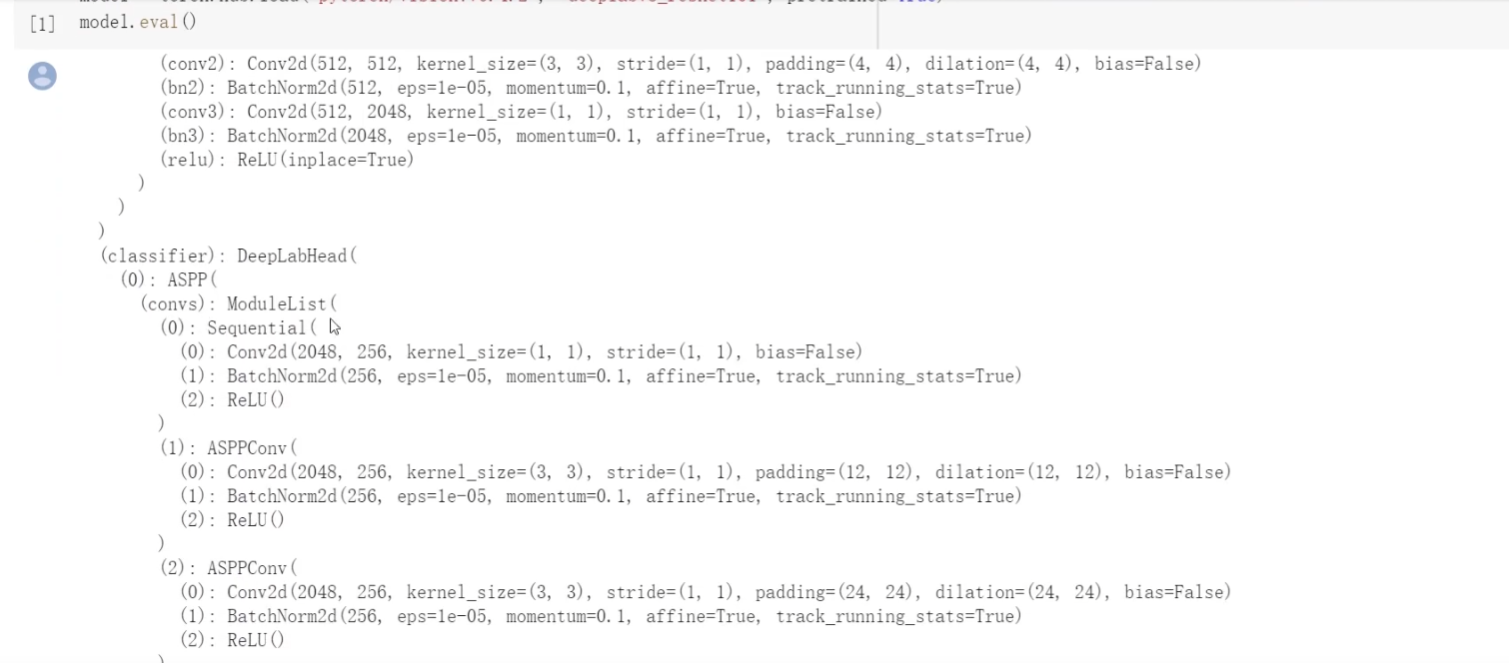 [1] model.eval()
(conv2): Conv2d(512, 512, kernel_size=(3, 3), stride=(1, 1), padding=(4, 4), dilation=(4, 4), bias=False)
(bn2): BatchNorm2d(512, eps=1e-05, momentum=0.1, affine=True, track_running_stats=True)
(conv3): Conv2d(512, 2048, kernel_size=(1, 1), stride=(1, 1), bias=False)
(bn3): BatchNorm2d(2048, eps=1e-05, momentum=0.1, affine=True, track_running_stats=True)
(relu): ReLU(inplace=True)
)
)
)
(classifier): DeepLabHead(
(0): ASPP(
(convs): ModuleList(
(0): Sequential(
(0): Conv2d(2048, 256, kernel_size=(1, 1), stride=(1, 1), bias=False)
(1): BatchNorm2d(256, eps=1e-05, momentum=0.1, affine=True, track_running_stats=True)
(2): ReLU()
)
(1): ASPPConv(
(0): Conv2d(2048, 256, kernel_size=(3, 3), stride=(1, 1), padding=(12, 12), dilation=(12, 12), bias=False)
(1): BatchNorm2d(256, eps=1e-05, momentum=0.1, affine=True, track_running_stats=True)
(2): ReLU()
)
(2): ASPPConv(
(0): Conv2d(2048, 256, kernel_size=(3, 3), stride=(1, 1), padding=(24, 24), dilation=(24, 24), bias=False)
(1): BatchNorm2d(256, eps=1e-05, momentum=0.1, affine=True, track_running_stats=True)
(2): ReLU()
)